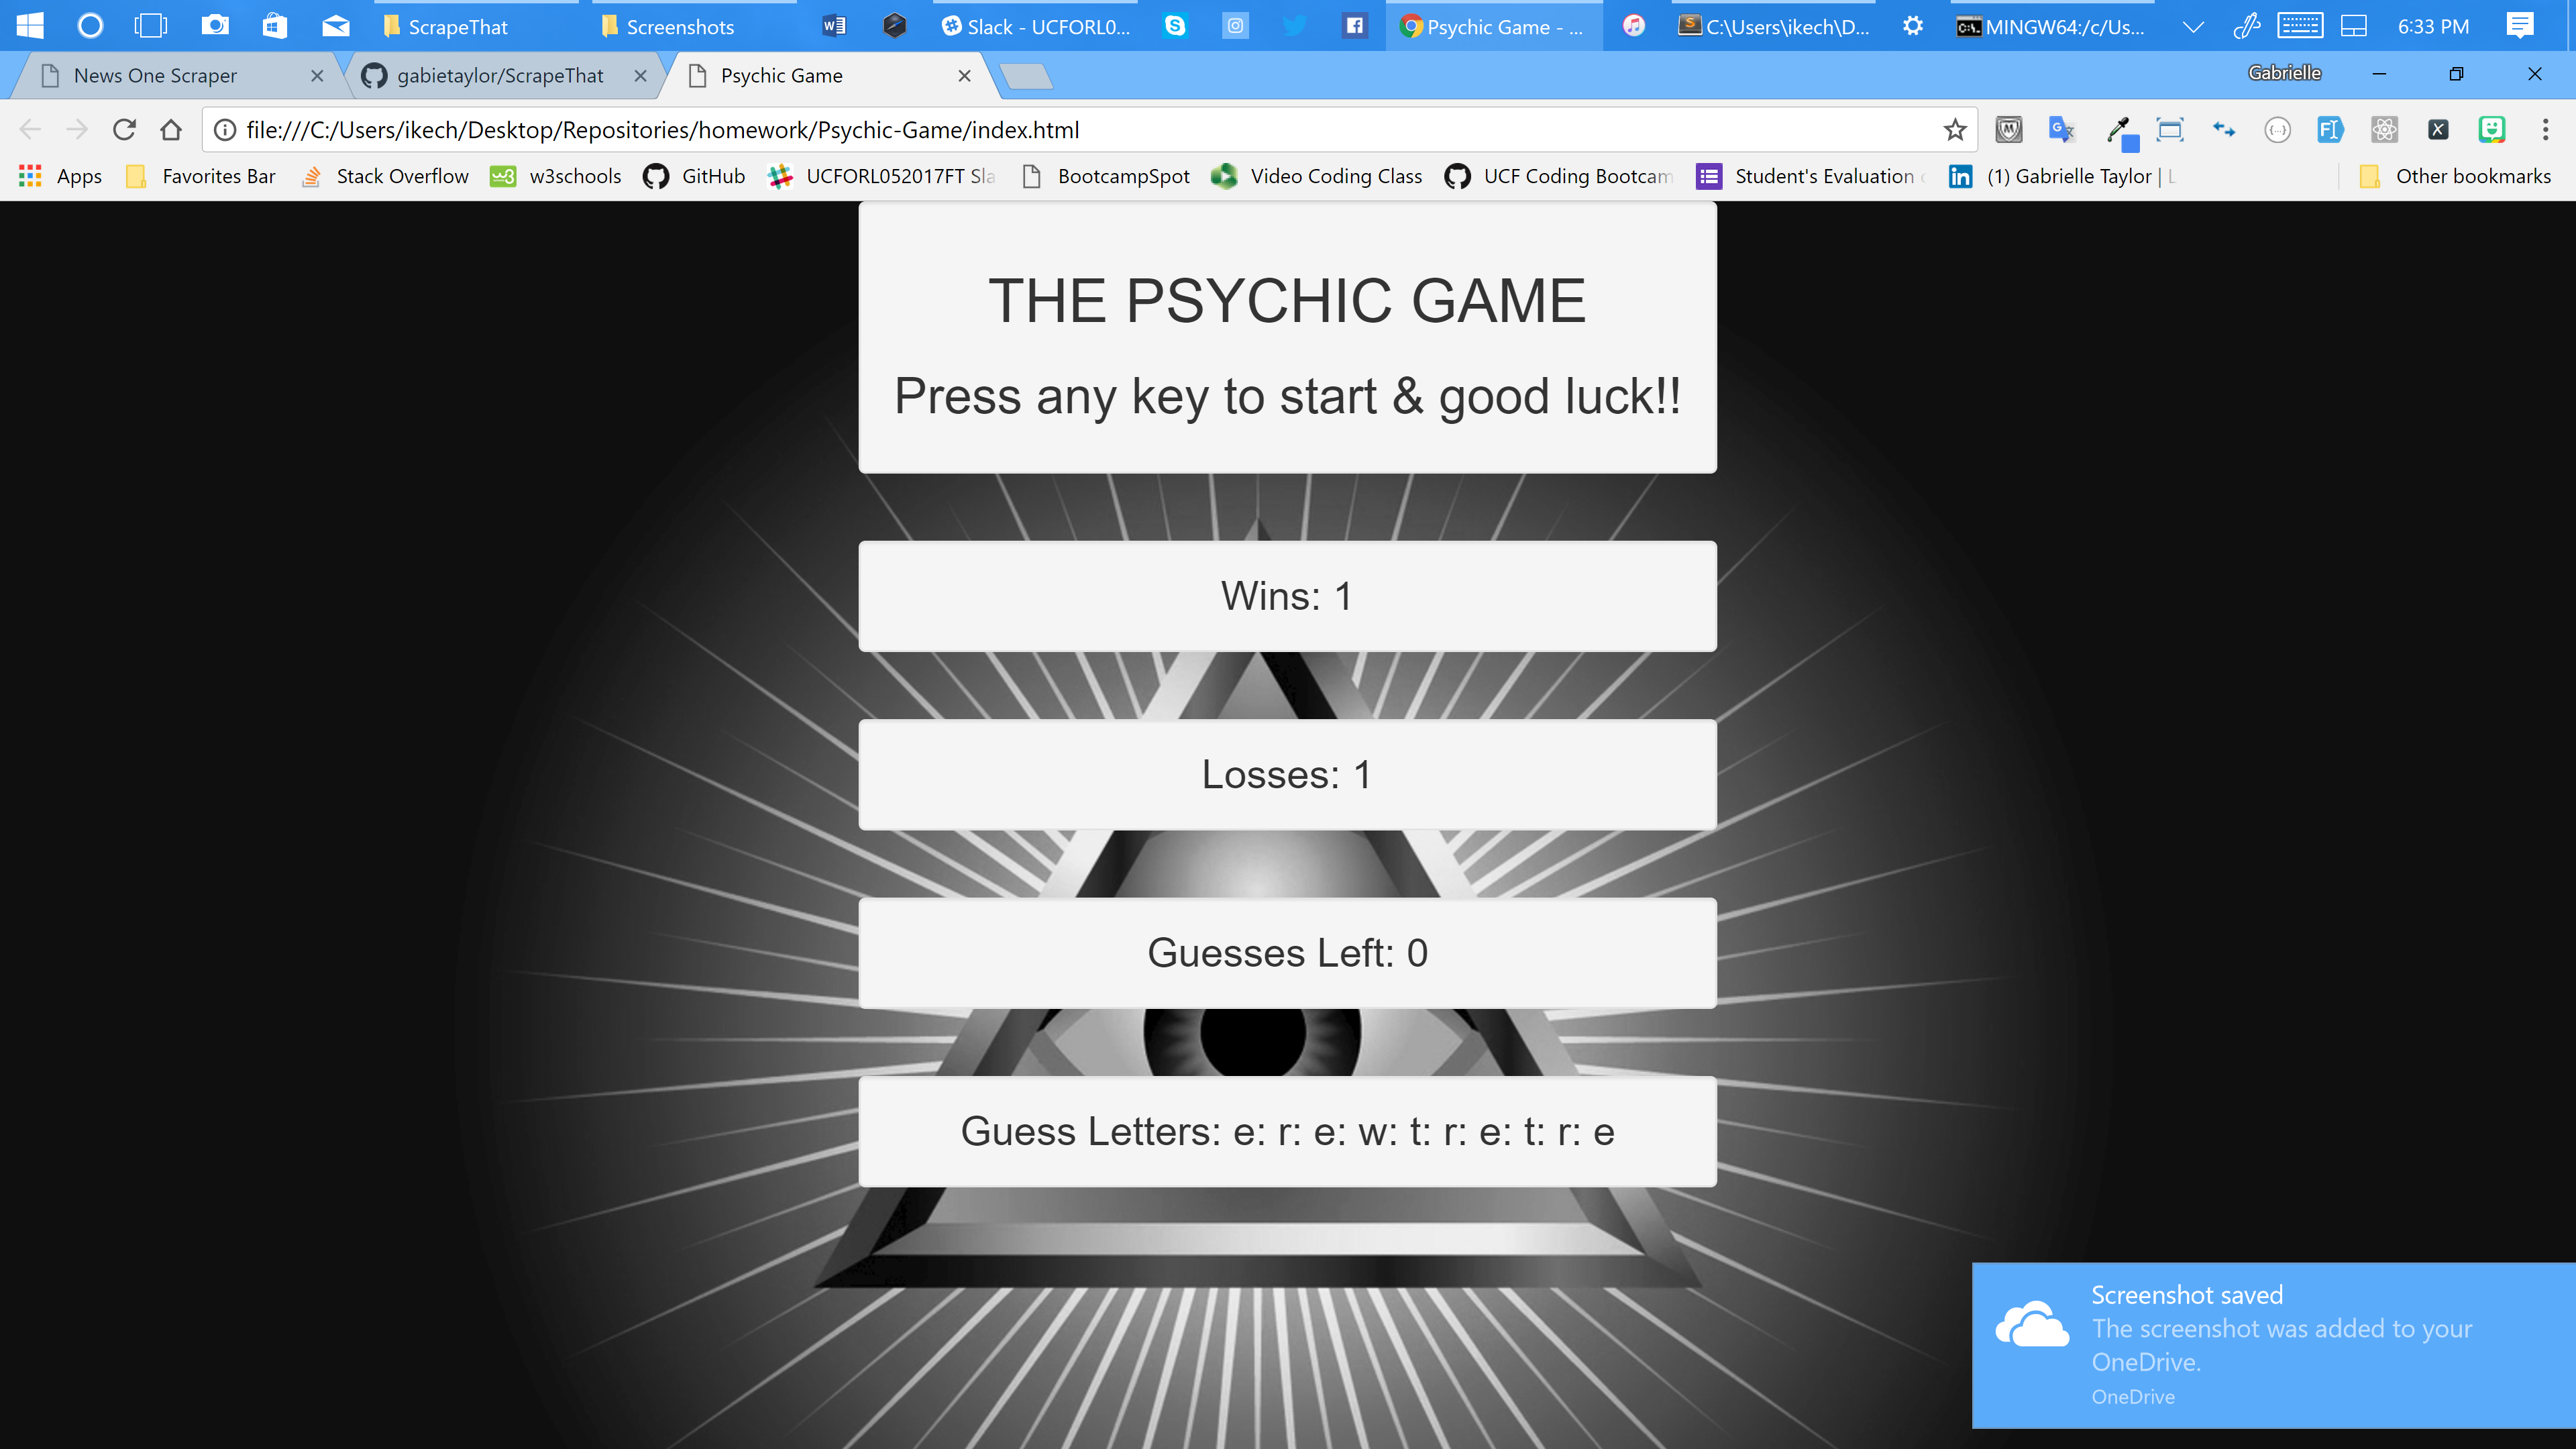 ScrapeThat
Screenshots
Slack - UCFORL0...
Psychic Game - ...
C:\Users\ikech\D...
MINGW64:/c/Us...
6:33 PM
News One Scraper
gabietaylor/ScrapeThat
Psychic Game
Gabrielle
file:///C:/Users/ikech/Desktop/Repositories/homework/Psychic-Game/index.html
Apps
Favorites Bar
Stack Overflow
w3schools
GitHub
UCFORL052017FT Sla
BootcampSpot
Video Coding Class
UCF Coding Bootcam
Student's Evaluation
(1) Gabrielle Taylor | L
Other bookmarks
THE PSYCHIC GAME
Press any key to start & good luck!!
Wins: 1
Losses: 1
Guesses Left: 0
Guess Letters: e: r: e: w: t: r: e: t: r: e
Screenshot saved
The screenshot was added to your
OneDrive.
OneDrive